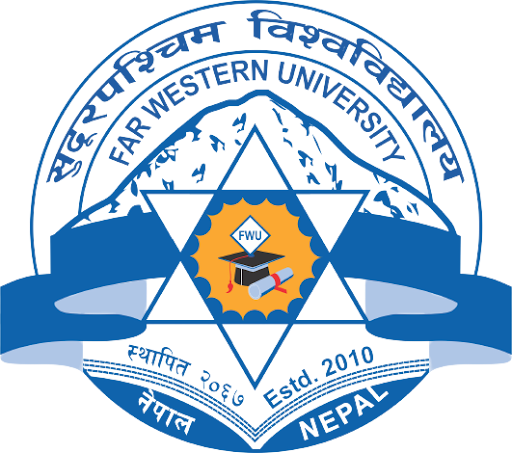 सुदूरपश्चिम विश्वविद्यालय
FAR WESTERN UNIVERSITY
FWU
स्थापित २०६७
Estd. 2010
नेपाल
NEPAL